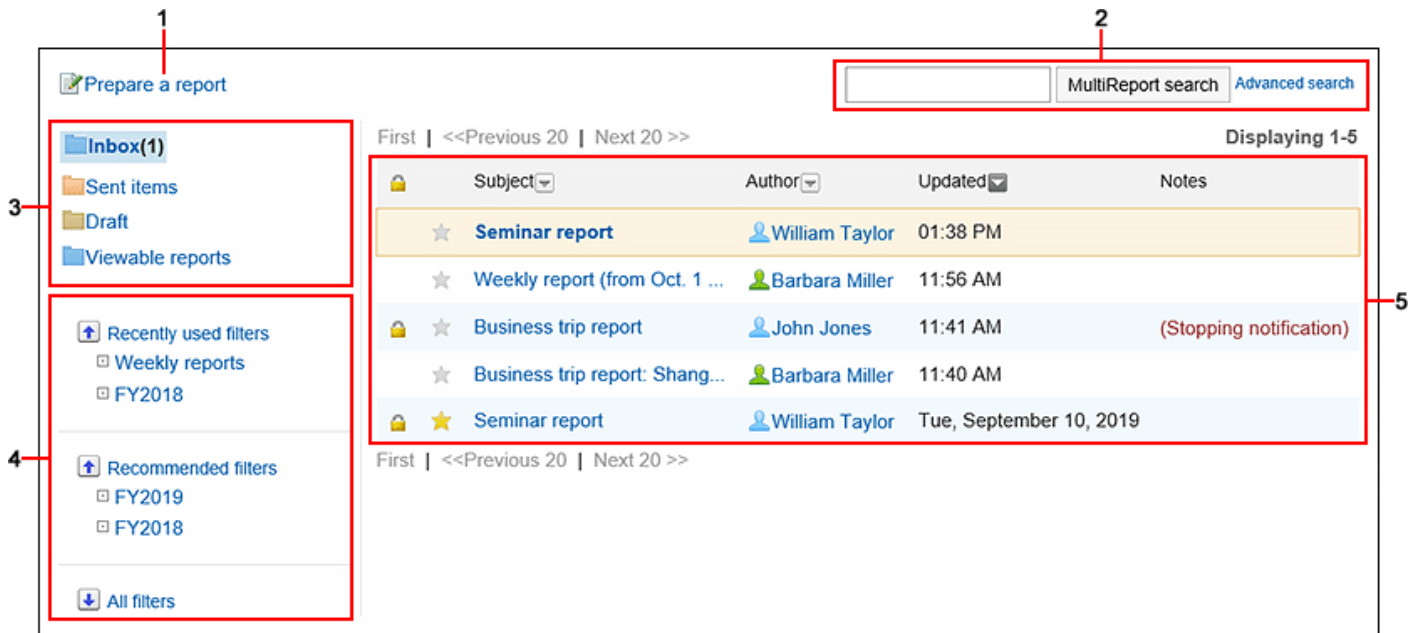 1
2
Prepare a report
MultiReport search Advanced search
3
Inbox(1)
Sent items
Draft
Viewable reports
4
Recently used filters
Weekly reports
FY2018
Recommended filters
FY2019
FY2018
All filters
First | <<Previous 20 | Next 20 >>
Displaying 1-5
5
Subject Author Updated Notes
Seminar report William Taylor 01:38 PM
Weekly report (from Oct. 1 ... Barbara Miller 11:56 AM
Business trip report John Jones 11:41 AM (Stopping notification)
Business trip report: Shang... Barbara Miller 11:40 AM
Seminar report William Taylor Tue, September 10, 2019
First | <<Previous 20 | Next 20 >>